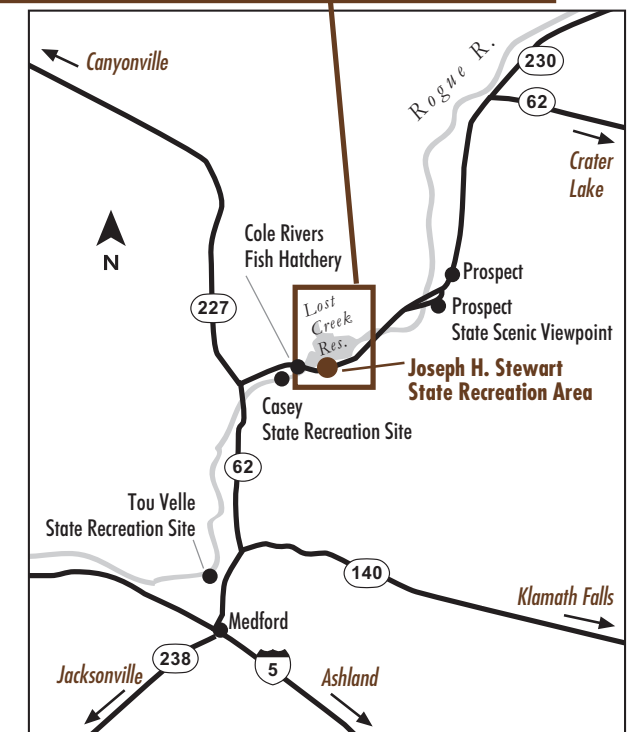 Rogue R.
230
62
Canyonville
Crater
Lake
N
Cole Rivers
Fish Hatchery
Prospect
Lost
Creek
Res.
Prospect
State Scenic Viewpoint
227
Joseph H. Stewart
State Recreation Area
Casey
State Recreation Site
62
Tou Velle
State Recreation Site
140
Klamath Falls
Medford
238
5
Jacksonville
Ashland